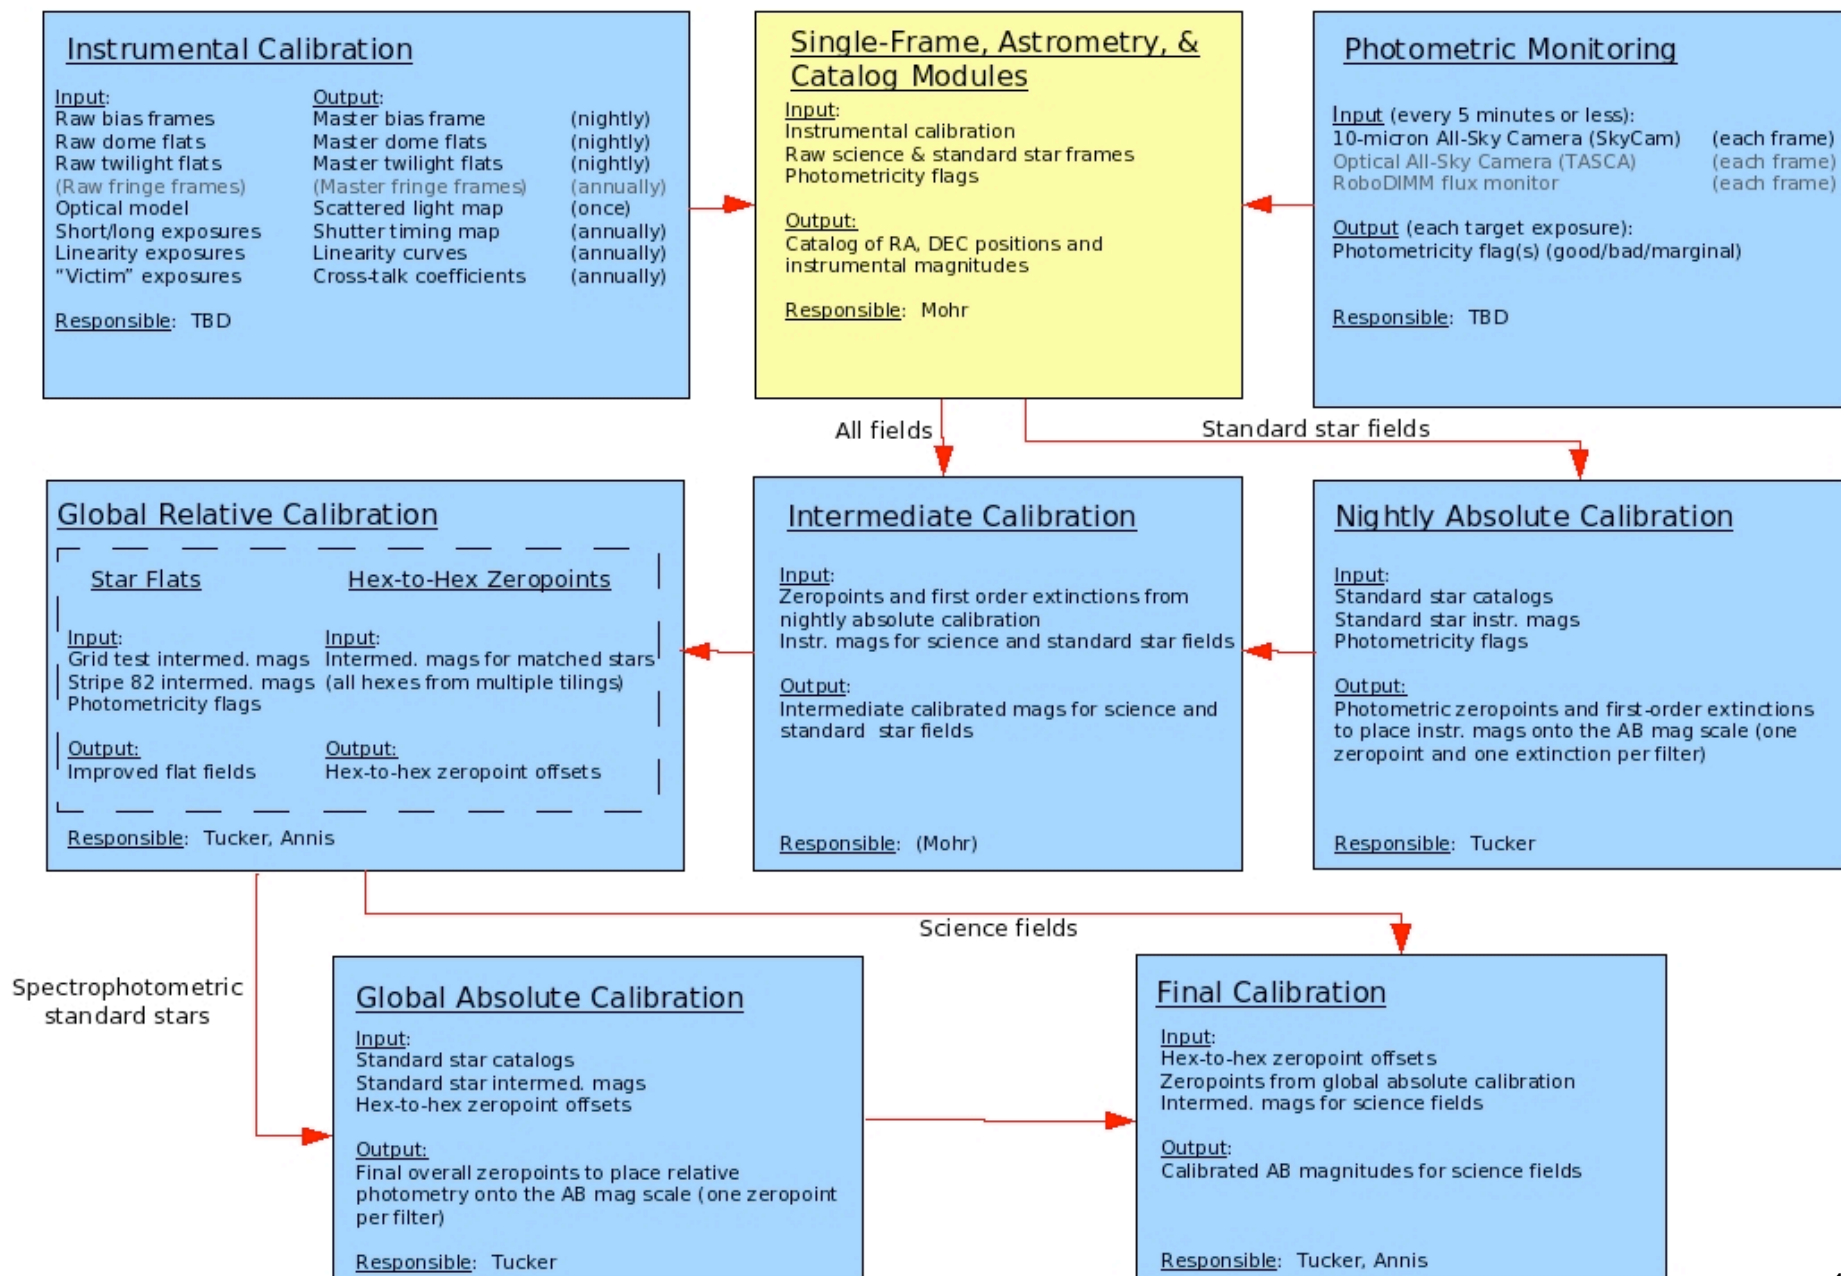 Instrumental Calibration
Input: Output:
Raw bias frames Master bias frame (nightly)
Raw dome flats Master dome flats (nightly)
Raw twilight flats Master twilight flats (nightly)
(Raw fringe frames) (Master fringe frames) (annually)
Optical model Scattered light map (once)
Short/long exposures Shutter timing map (annually)
Linearity exposures Linearity curves (annually)
“Victim” exposures Cross-talk coefficients (annually)
Responsible: TBD
Single-Frame, Astrometry, &
Catalog Modules
Input:
Instrumental calibration
Raw science & standard star frames
Photometricity flags
Output:
Catalog of RA, DEC positions and
instrumental magnitudes
Responsible: Mohr
Photometric Monitoring
Input (every 5 minutes or less):
10-micron All-Sky Camera (SkyCam) (each frame)
Optical All-Sky Camera (TASCA) (each frame)
RoboDIMM flux monitor (each frame)
Output (each target exposure):
Photometricity flag(s) (good/bad/marginal)
Responsible: TBD
All fields
Standard star fields
Global Relative Calibration
Star Flats
Input:
Grid test intermed. mags
Stripe 82 intermed. mags
Photometricity flags
Output:
Improved flat fields
Hex-to-Hex Zeropoints
Input:
Intermed. mags for matched stars
(all hexes from multiple tilings)
Output:
Hex-to-hex zeropoint offsets
Responsible: Tucker, Annis
Intermediate Calibration
Input:
Zeropoints and first order extinctions from
nightly absolute calibration
Instr. mags for science and standard star fields
Output:
Intermediate calibrated mags for science and
standard star fields
Responsible: (Mohr)
Nightly Absolute Calibration
Input:
Standard star catalogs
Standard star instr. mags
Photometricity flags
Output:
Photometric zeropoints and first-order extinctions
to place instr. mags onto the AB mag scale (one
zeropoint and one extinction per filter)
Responsible: Tucker
Science fields
Spectrophotometric
standard stars
Global Absolute Calibration
Input:
Standard star catalogs
Standard star intermed. mags
Hex-to-hex zeropoint offsets
Output:
Final overall zeropoints to place relative
photometry onto the AB mag scale (one zeropoint
per filter)
Responsible: Tucker
Final Calibration
Input:
Hex-to-hex zeropoint offsets
Zeropoints from global absolute calibration
Intermed. mags for science fields
Output:
Calibrated AB magnitudes for science fields
Responsible: Tucker, Annis